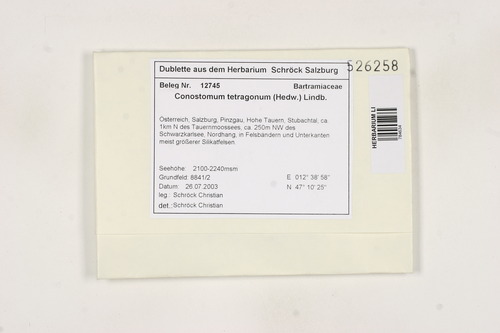 Dublette aus dem Herbarium Schröck Salzburg
526258
Beleg Nr. 12745 Bartramiaceae
Conostomum tetragonum (Hedw.) Lindb.
Österreich, Salzburg, Pinzgau, Hohe Tauern, Stubachtal, ca
1km N des Tauernmoossees, ca. 250m NW des
Schwarzkarlsee, Nordhang, in Felsbändern und Unterkanten
meist größerer Silikatfelsen
Seehöhe: 2100-2240msm
Grundfeld: 8841/2 E 012° 38' 58"
Datum: 26.07.2003 N 47° 10' 25"
leg.: Schröck Christian
det.: Schröck Christian
HERBARIUM LI